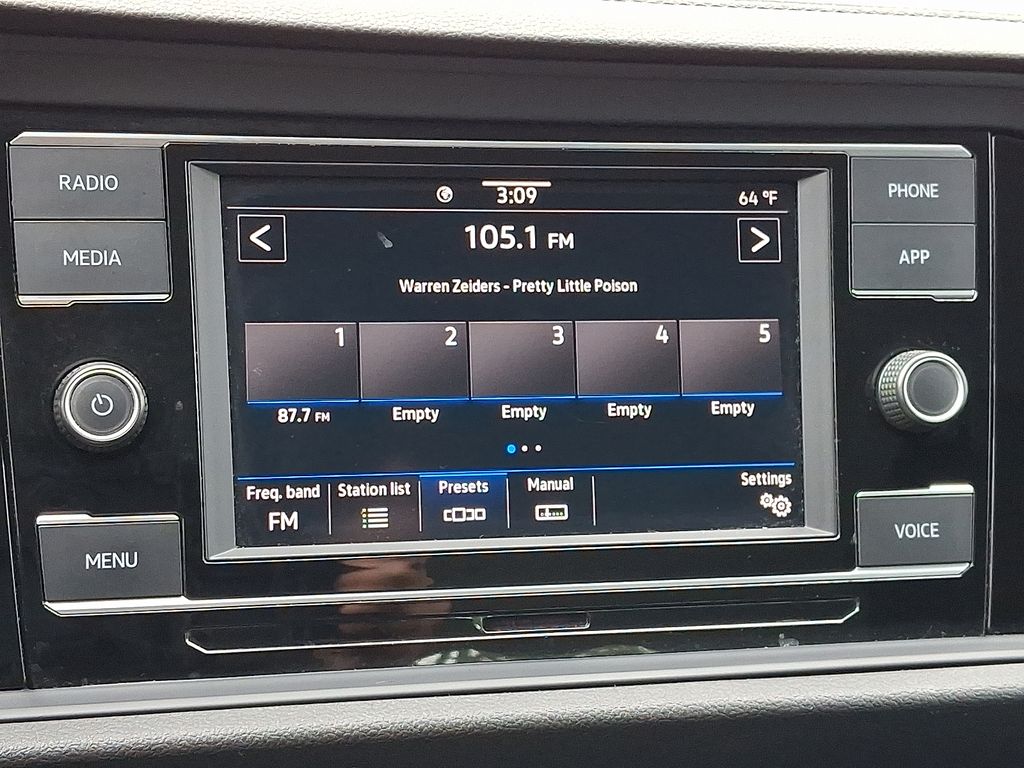 RADIO
MEDIA
MENU
3:09
64 °F
<
105.1 FM
>
Warren Zeiders - Pretty Little Poison
1
2
3
4
5
87.7 FM
Empty
Empty
Empty
Empty
Freq. band
FM
Station list
Presets
Manual
Settings
PHONE
APP
VOICE